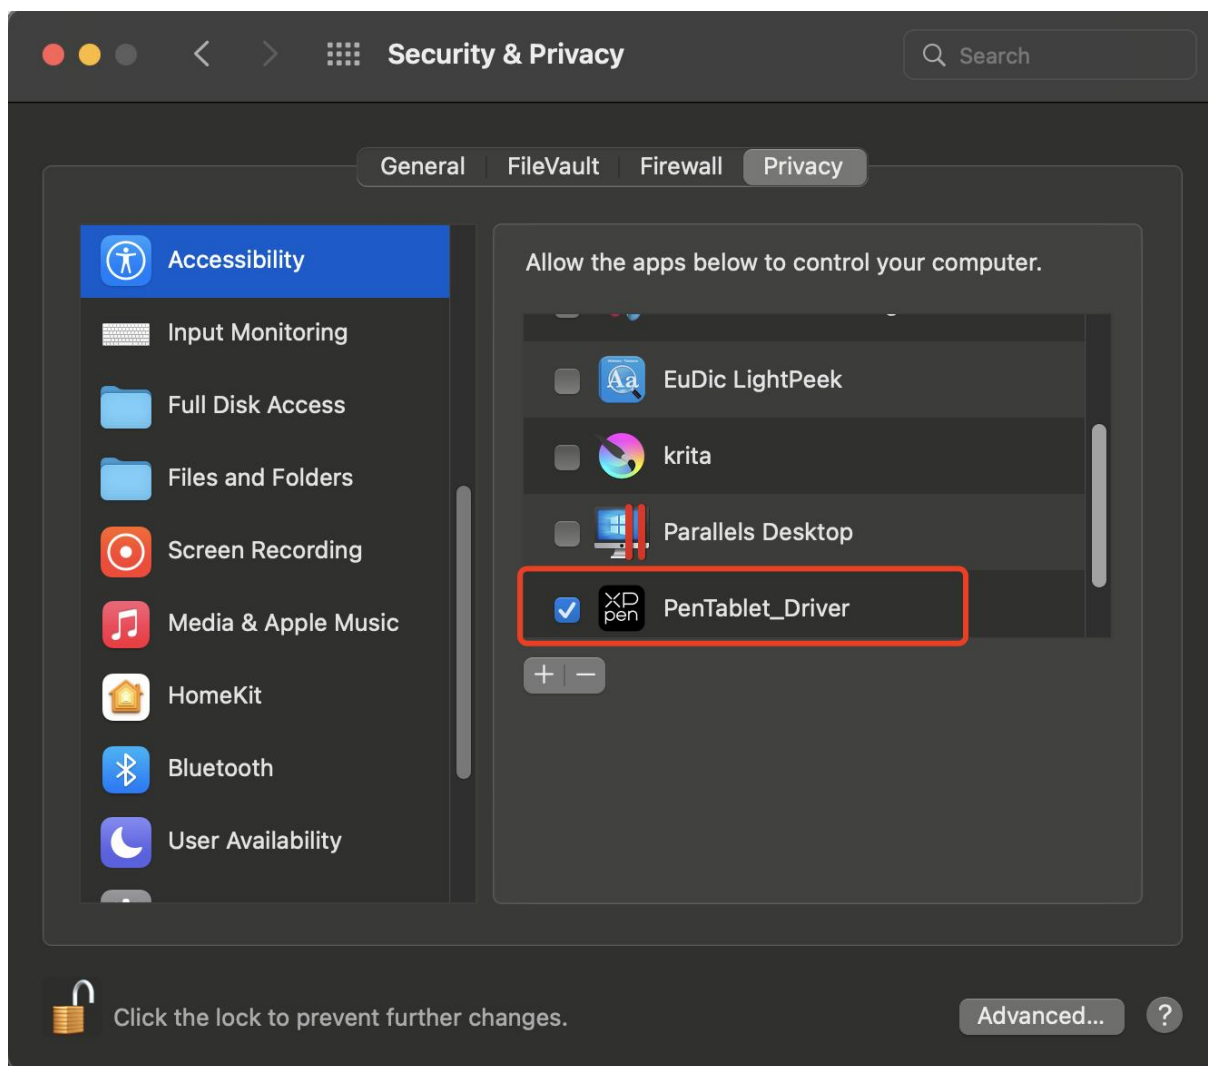 Security & Privacy
Search
General
FileVault
Firewall
Privacy
Accessibility
Input Monitoring
Full Disk Access
Files and Folders
Screen Recording
Media & Apple Music
HomeKit
Bluetooth
User Availability
Allow the apps below to control your computer.
Aa
EuDic LightPeek
krita
Parallels Desktop
XP
pen
PenTablet_Driver
Click the lock to prevent further changes.
Advanced...
?